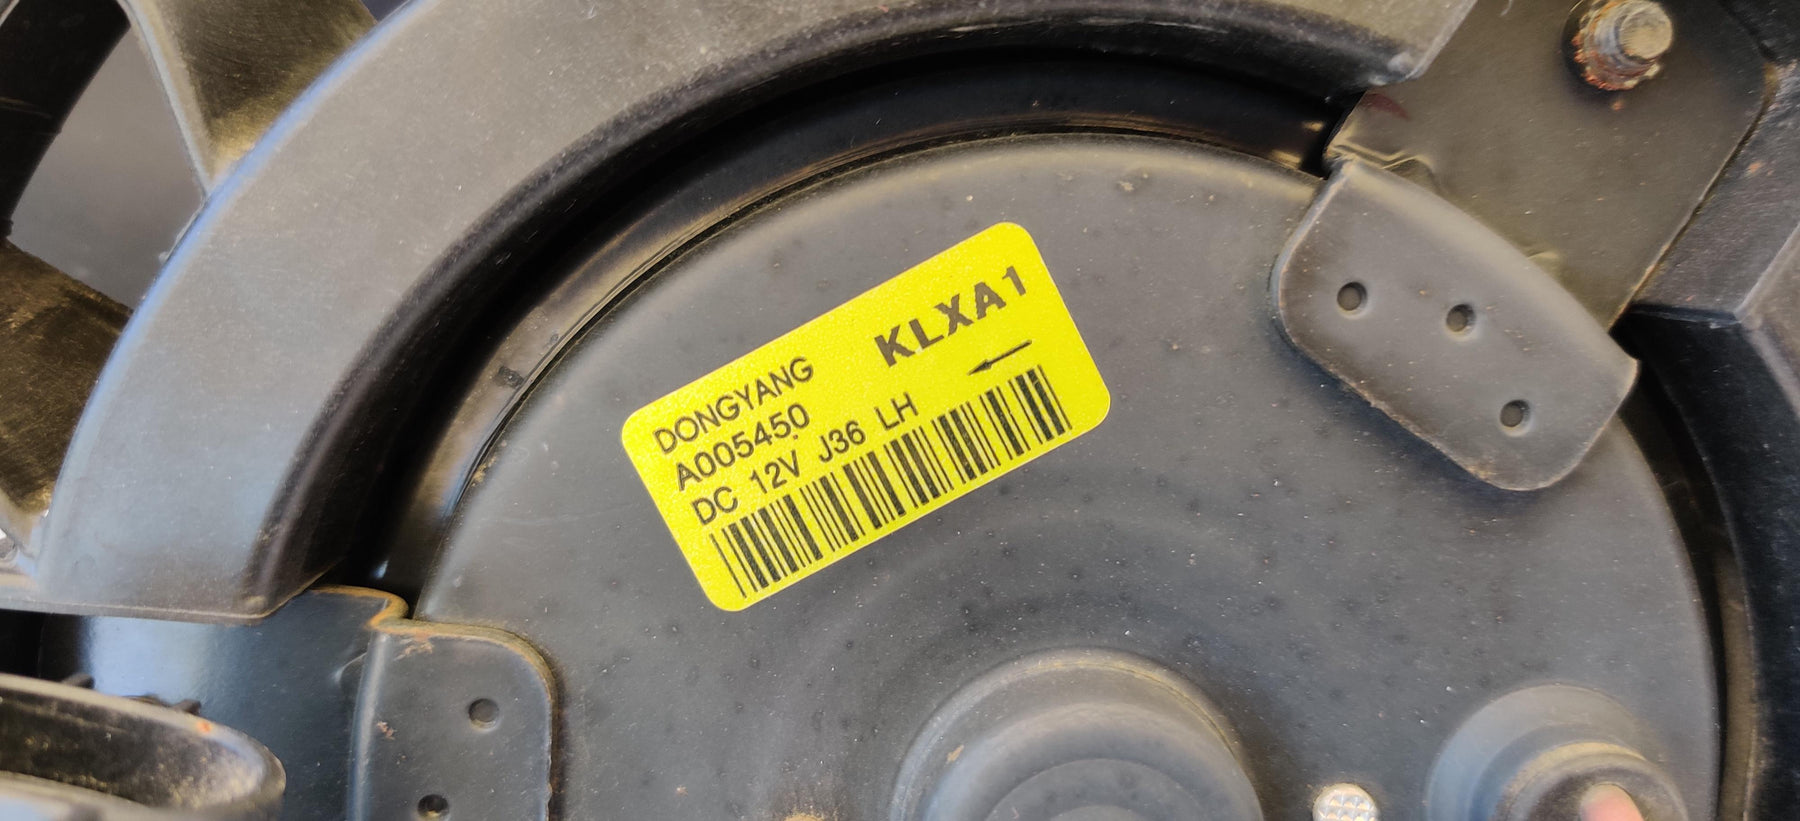 KLXA1
DONGYANG
A005450
DC 12V J36 LH